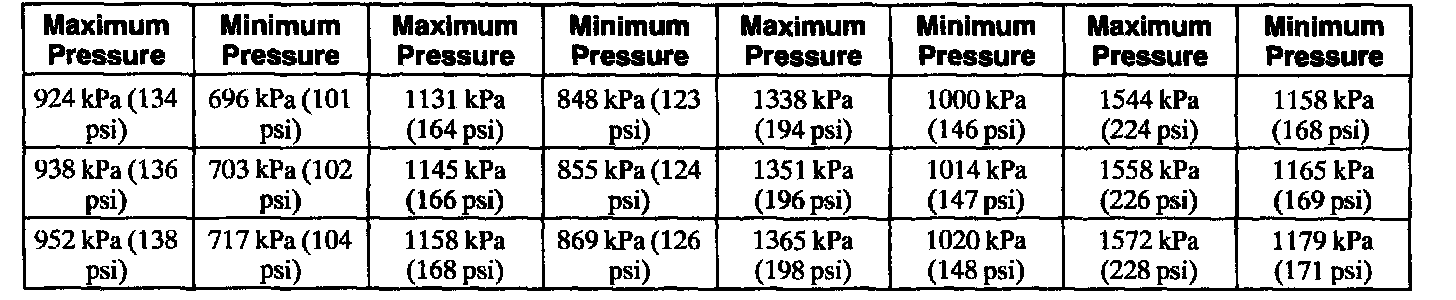 Maximum Minimum Maximum Minimum Maximum Minimum Maximum Minimum
Pressure Pressure Pressure Pressure Pressure Pressure Pressure Pressure
924 kPa (134 696 kPa (101 1131 kPa 848 kPa (123 1338 kPa 1000 kPa 1544 kPa 1158 kPa
psi) psi) (164 psi) psi) (194 psi) (146 psi) (224 psi) (168 psi)
938 kPa (136 703 kPa (102 1145 kPa 855 kPa (124 1351 kPa 1014 kPa 1558 kPa 1165 kPa
psi) psi) (166 psi) psi) (196 psi) (147 psi) (226 psi) (169 psi)
952 kPa (138 717 kPa (104 1158 kPa 869 kPa (126 1365 kPa 1020 kPa 1572 kPa 1179 kPa
psi) psi) (168 psi) psi) (198 psi) (148 psi) (228 psi) (171 psi)